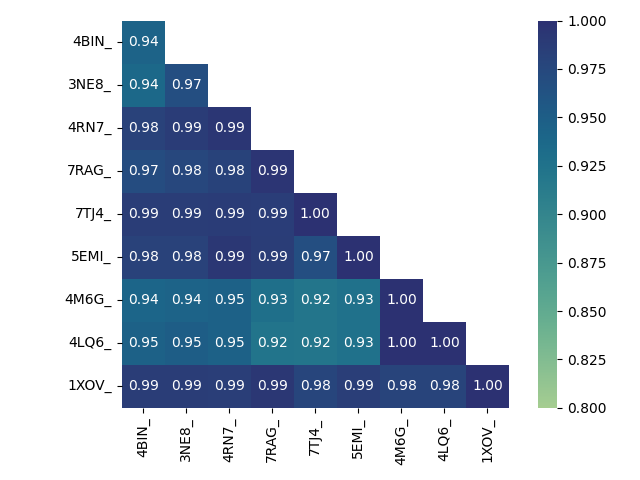 4BIN_ 0.94
3NE8_ 0.94 0.97
4RN7_ 0.98 0.99 0.99
7RAG_ 0.97 0.98 0.98 0.99
7TJ4_ 0.99 0.99 0.99 0.99 1.00
5EMI_ 0.98 0.98 0.99 0.99 0.97 1.00
4M6G_ 0.94 0.94 0.95 0.93 0.92 0.93 1.00
4LQ6_ 0.95 0.95 0.95 0.92 0.92 0.93 1.00 1.00
1XOV_ 0.99 0.99 0.99 0.99 0.98 0.99 0.98 0.98 1.00
4BIN_ 3NE8_ 4RN7_ 7RAG_ 7TJ4_ 5EMI_ 4M6G_ 4LQ6_ 1XOV_
1.000
0.975
0.950
0.925
0.900
0.875
0.850
0.825
0.800